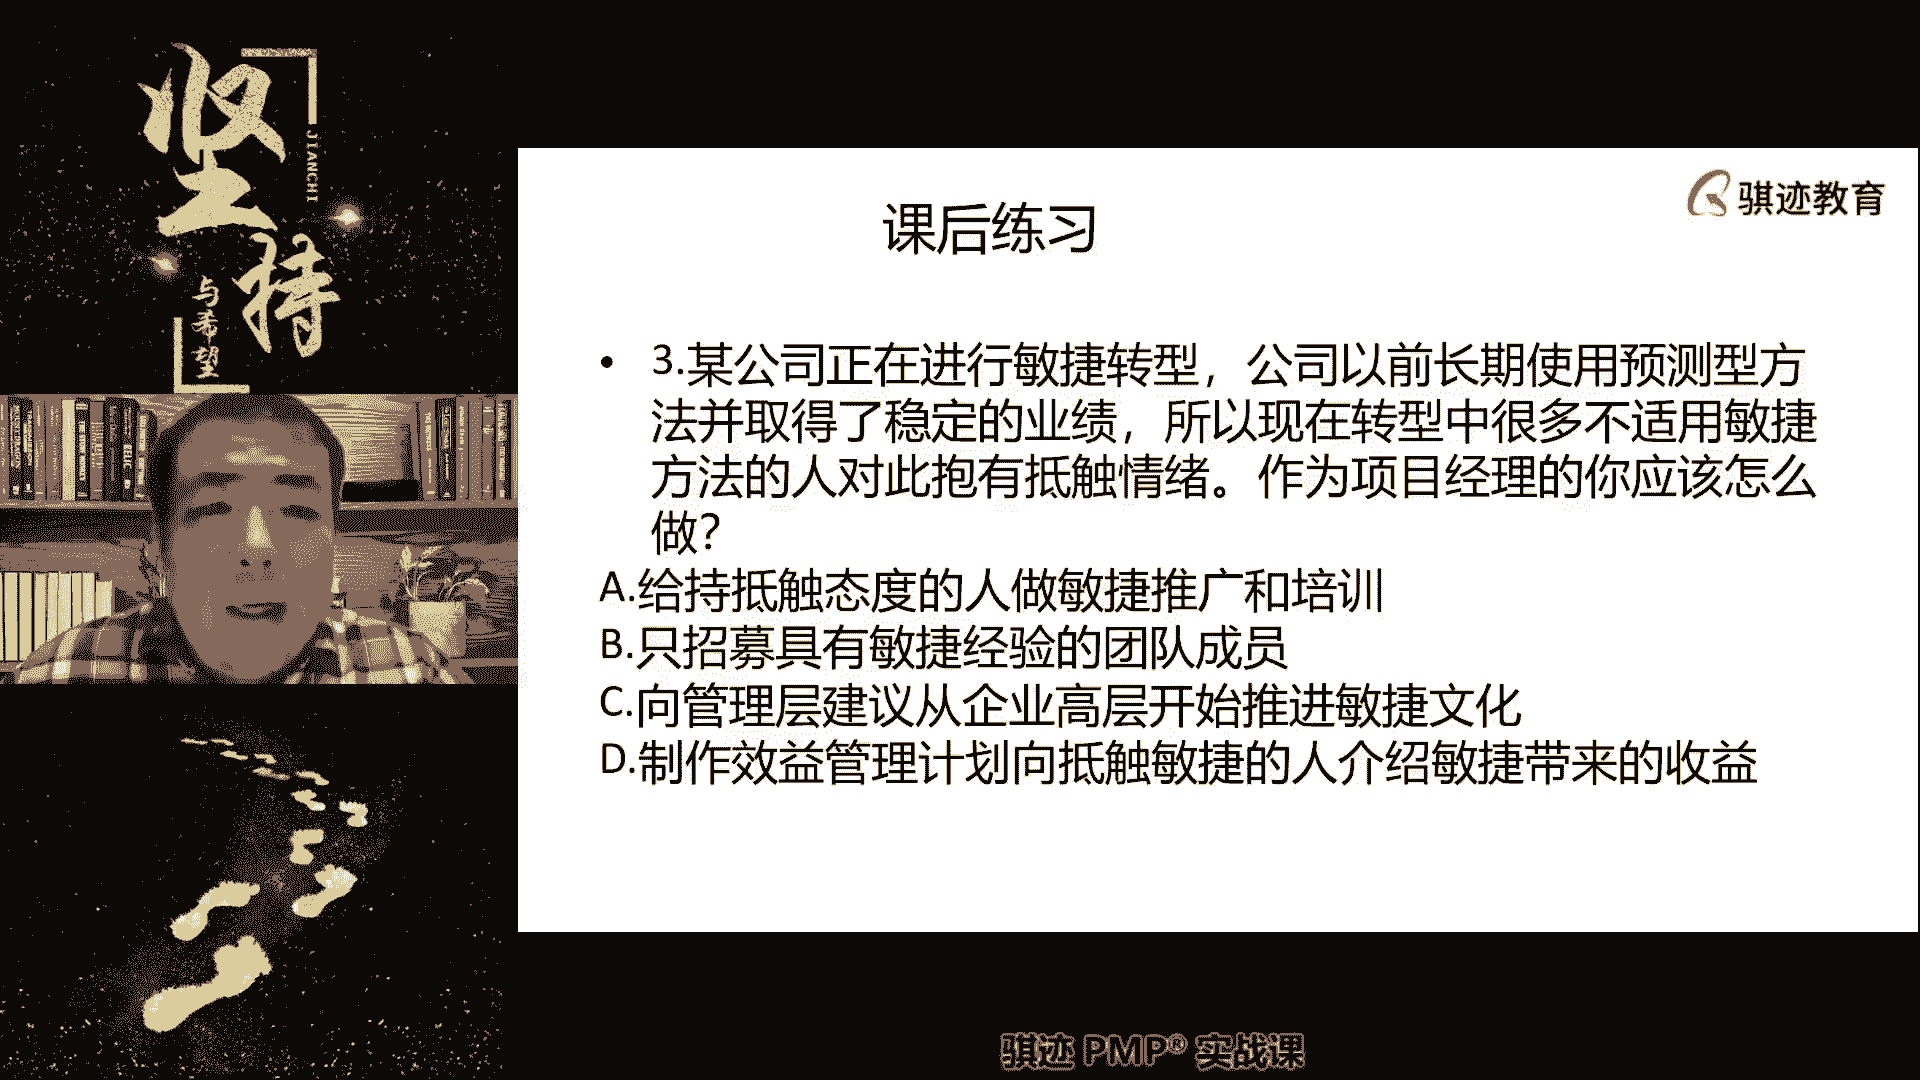 坚
持
JIANCHI
与希望
骐迹教育
课后练习
• 3.某公司正在进行敏捷转型，公司以前长期使用预测型方
法并取得了稳定的业绩，所以现在转型中很多不适用敏捷
方法的人对此抱有抵触情绪。作为项目经理的你应该怎么
做？
A.给持抵触态度的人做敏捷推广和培训
B.只招募具有敏捷经验的团队成员
C.向管理层建议从企业高层开始推进敏捷文化
D.制作效益管理计划向抵触敏捷的人介绍敏捷带来的收益
骐迹 PMP® 实战课